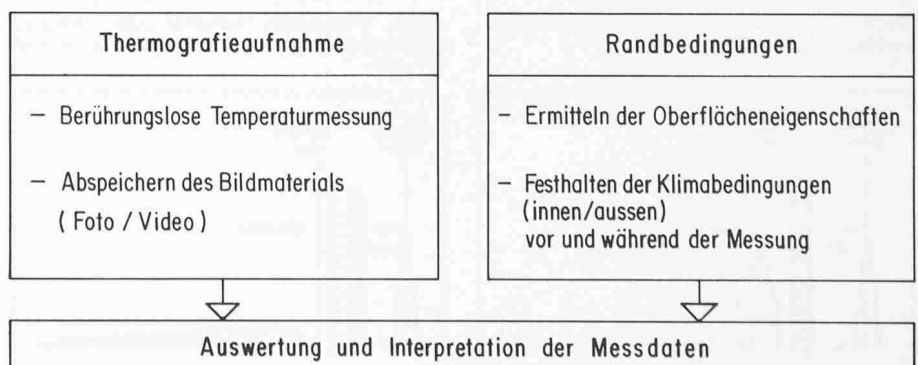 Thermografieaufnahme
– Berührungslose Temperaturmessung
– Abspeichern des Bildmaterials
( Foto / Video )
Randbedingungen
– Ermitteln der Oberflächeneigenschaften
– Festhalten der Klimabedingungen
(innen/aussen)
vor und während der Messung
Auswertung und Interpretation der Messdaten